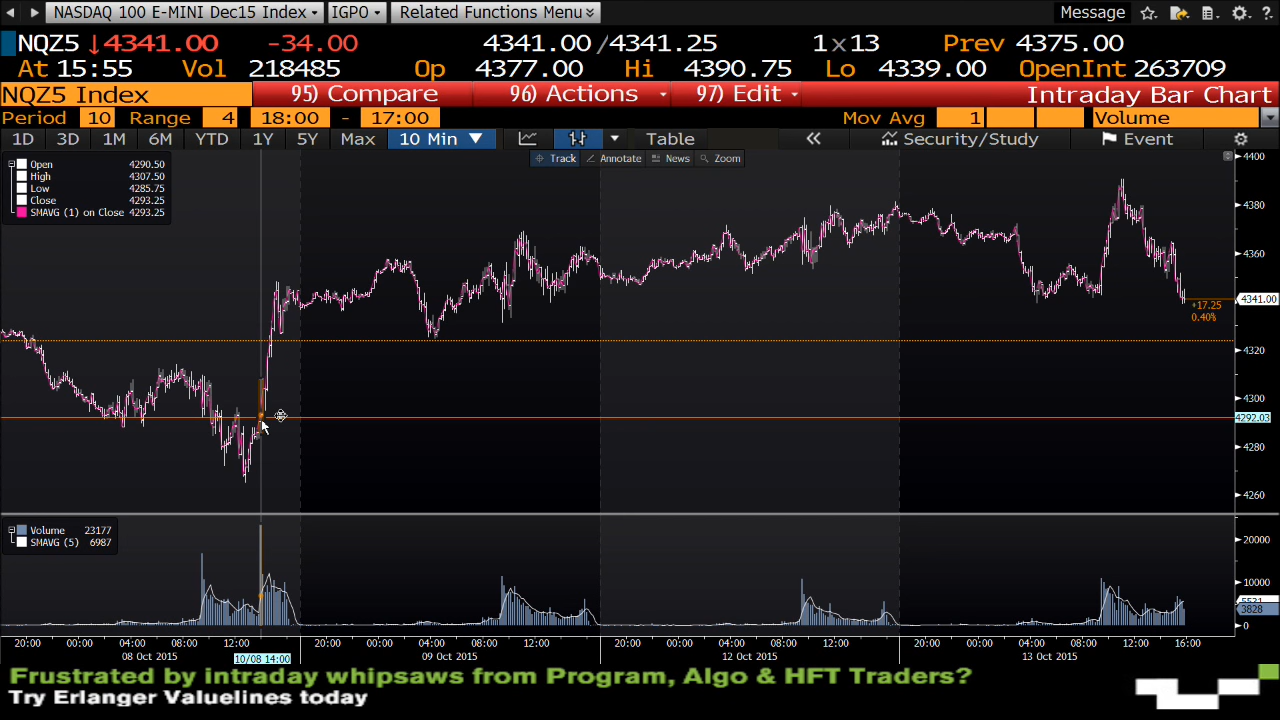 NASDAQ 100 E-MINI Dec15 Index IGPO Related Functions Menu Message ?
NQZ5 ↓4341.00 -34.00 4341.00/4341.25 1x13 Prev 4375.00
At 15:55 Vol 218485 Op 4377.00 Hi 4390.75 Lo 4339.00 OpenInt 263709
NQZ5 Index 95) Compare 96) Actions 97) Edit Intraday Bar Chart
Period 10 Range 4 18:00 - 17:00 Mov Avg 1 Volume
1D 3D 1M 6M YTD 1Y 5Y Max 10 Min ▼ Table « Security/Study Event
Track Annotate News Zoom
Open 4290.50
High 4307.50
Low 4285.75
Close 4293.25
SMAVG (1) on Close 4293.25
4400
4380
4360
4341.00
+17.25
0.40%
4320
4300
4292.03
4280
4260
Volume 23177
SMAVG (5) 6987
20000
10000
3828
0
20:00 00:00 04:00 08:00 12:00 20:00 00:00 04:00 08:00 12:00 20:00 00:00 04:00 08:00 12:00 20:00 00:00 04:00 08:00 12:00 16:00
08 Oct 2015 10/08 14:00 09 Oct 2015 12 Oct 2015 13 Oct 2015
Frustrated by intraday whipsaws from Program, Algo & HFT Traders?
Try Erlanger Valuelines today